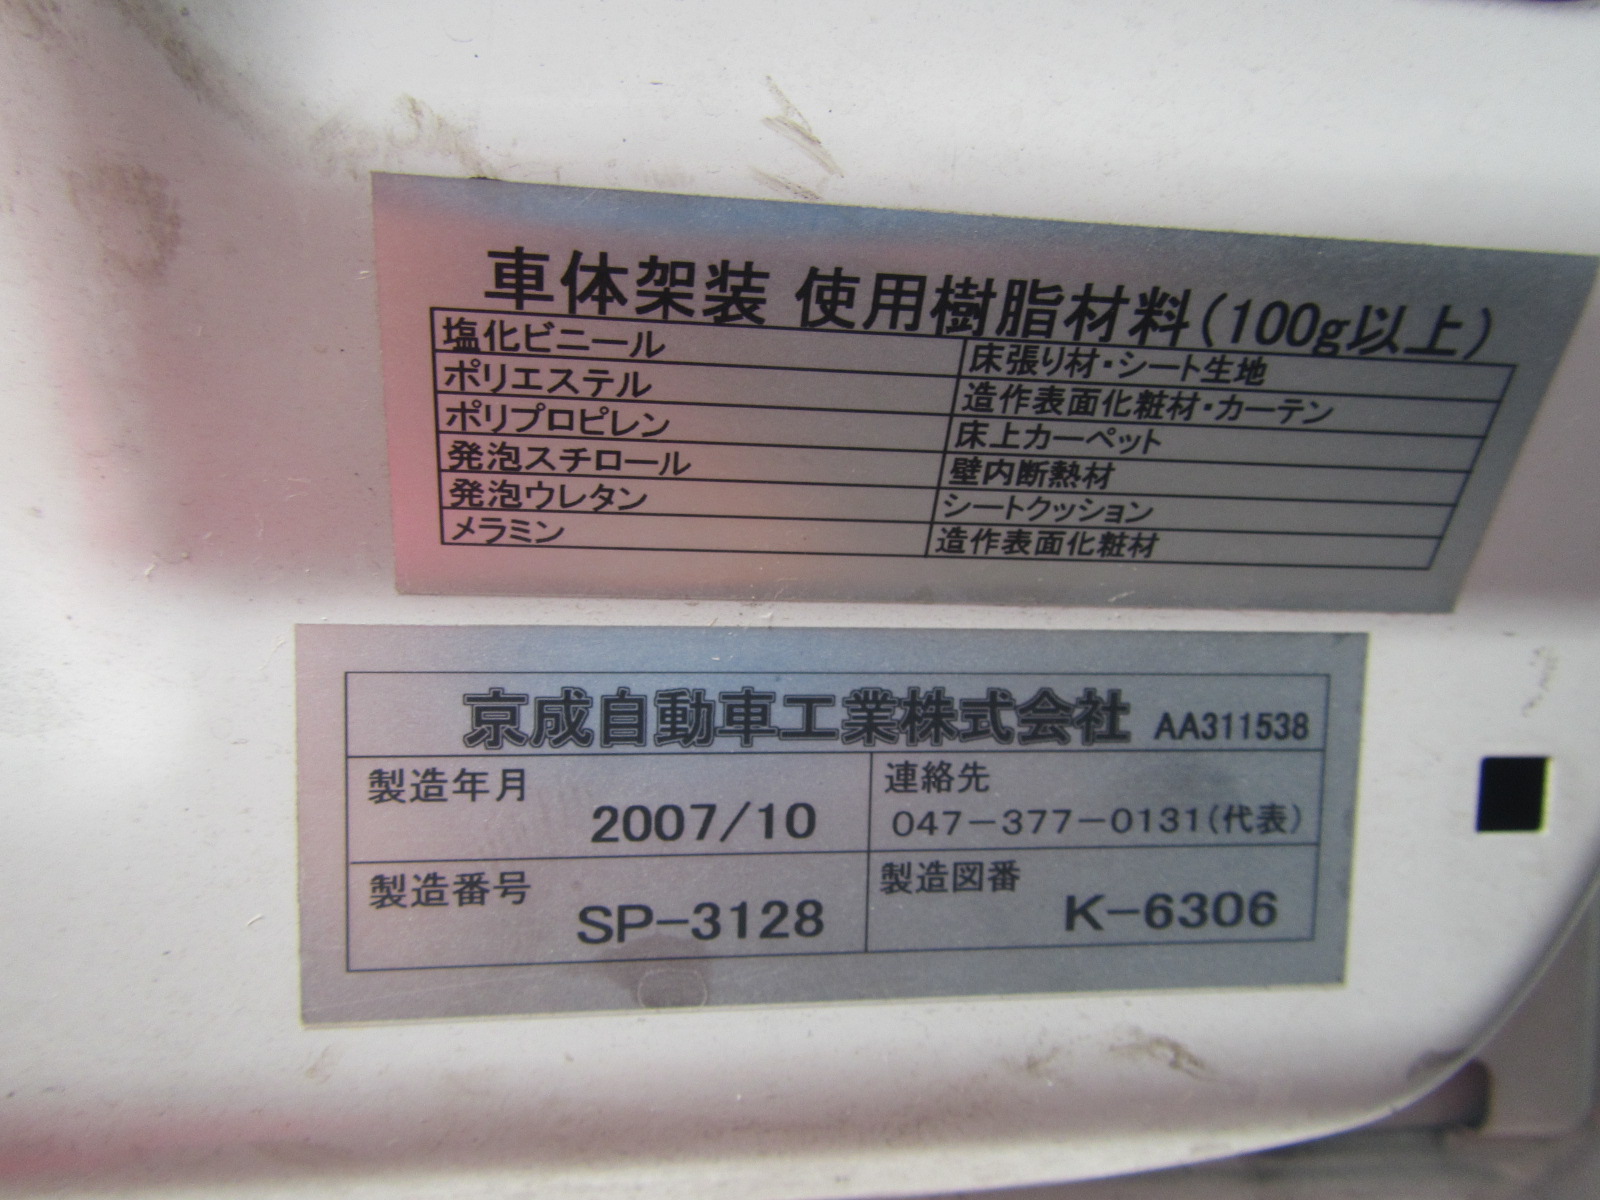 車体架装 使用樹脂材料(100g以上)
塩化ビニール 床張り材・シート生地
ポリエステル 造作表面化粧材・カーテン
ポリプロピレン 床上カーペット
発泡スチロール 壁内断熱材
発泡ウレタン シートクッション
メラミン 造作表面化粧材
京成自動車工業株式会社 AA311538
製造年月 2007/10
連絡先 047-377-0131(代表)
製造番号 SP-3128
製造図番 K-6306